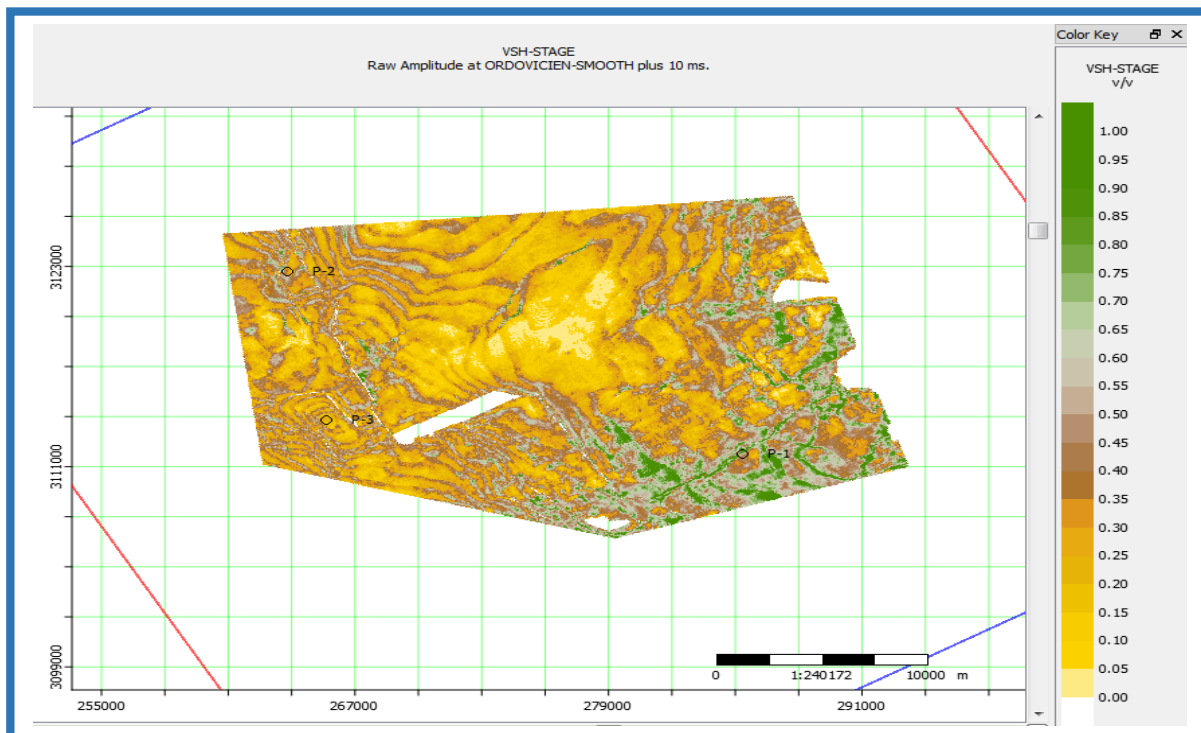 VSH-STAGE
Raw Amplitude at ORDOVICIEN-SMOOTH plus 10 ms.
Color Key
VSH-STAGE
v/v
1.00
0.95
0.90
0.85
0.80
0.75
0.70
0.65
0.60
0.55
0.50
0.45
0.40
0.35
0.30
0.25
0.20
0.15
0.10
0.05
0.00
3123000
3111000
3099000
P-2
P-3
P-1
0 1:240172 10000 m
255000 267000 279000 291000